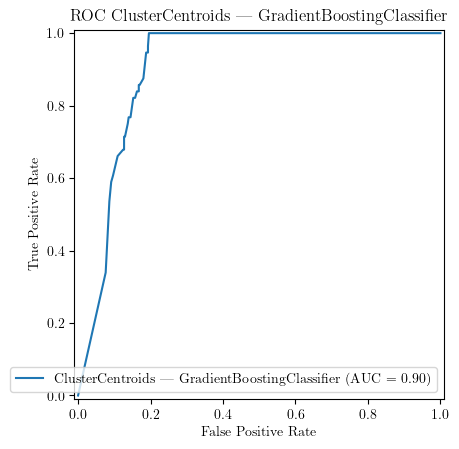 ROC ClusterCentroids — GradientBoostingClassifier
1.0
0.8
0.6
0.4
0.2
0.0
True Positive Rate
ClusterCentroids — GradientBoostingClassifier (AUC = 0.90)
0.0 0.2 0.4 0.6 0.8 1.0
False Positive Rate